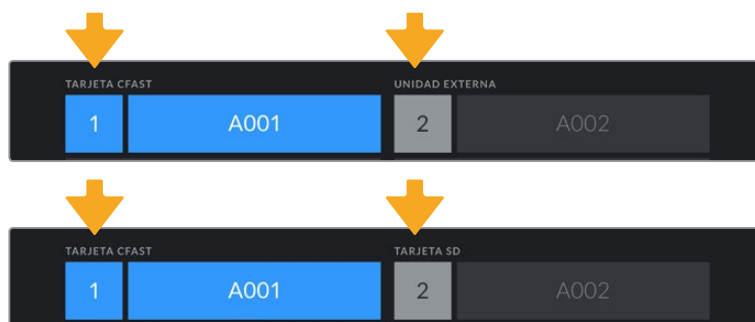 TARJETA CFAST UNIDAD EXTERNA
1 A001 2 A002
TARJETA CFAST TARJETA SD
1 A001 2 A002